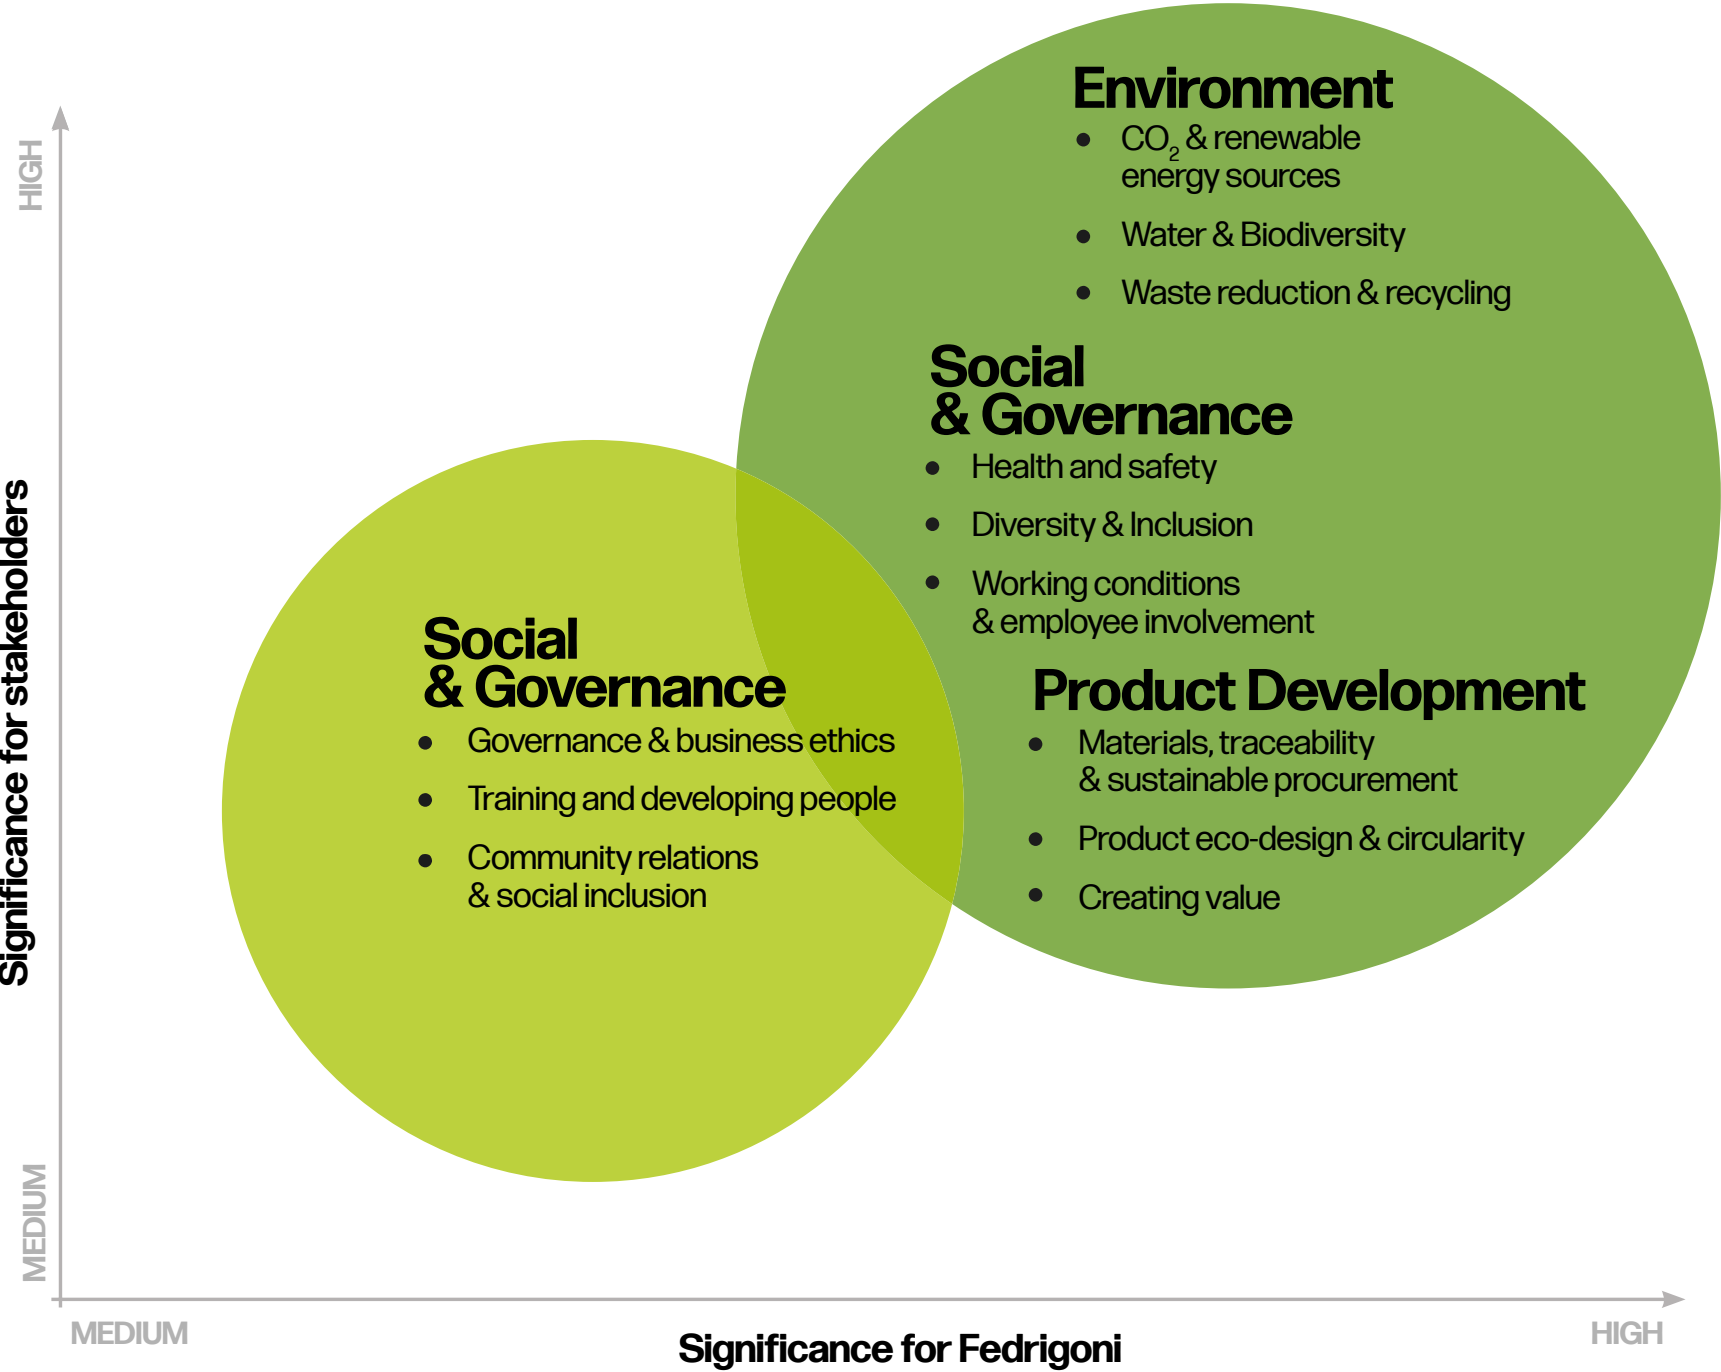 Environment
• CO₂ & renewable
energy sources
• Water & Biodiversity
• Waste reduction & recycling
Social
& Governance
• Health and safety
• Diversity & Inclusion
• Working conditions
& employee involvement
Product Development
• Materials, traceability
& sustainable procurement
• Product eco-design & circularity
• Creating value
Social
& Governance
• Governance & business ethics
• Training and developing people
• Community relations
& social inclusion
HIGH
Significance for stakeholders
MEDIUM
MEDIUM
Significance for Fedrigoni
HIGH